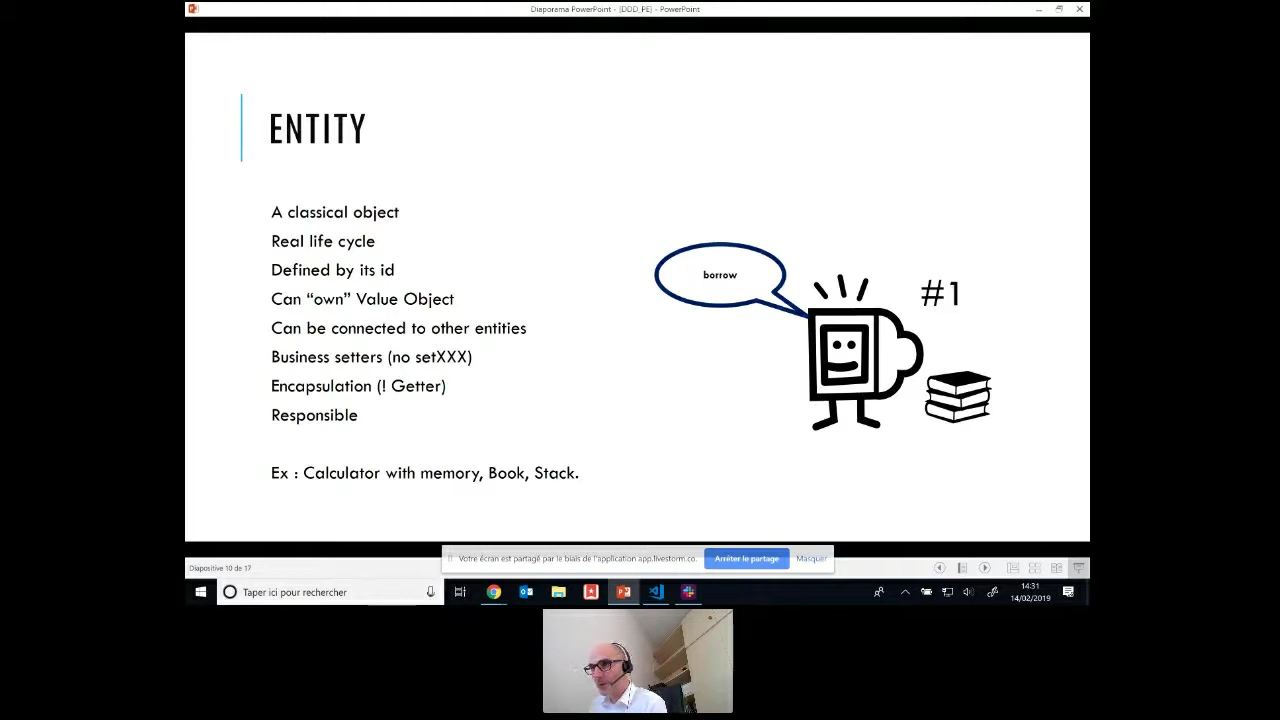 Diaporama PowerPoint - [DDD_PE] - PowerPoint
ENTITY
A classical object
Real life cycle
Defined by its id
Can “own” Value Object
Can be connected to other entities
Business setters (no setXXX)
Encapsulation (! Getter)
Responsible
Ex : Calculator with memory, Book, Stack.
borrow
#1
Votre écran est partagé par le biais de l'application app.livestorm.co.
Arrêter le partage
Masquer
Diapositive 10 de 17
Taper ici pour rechercher
14:31
14/02/2019